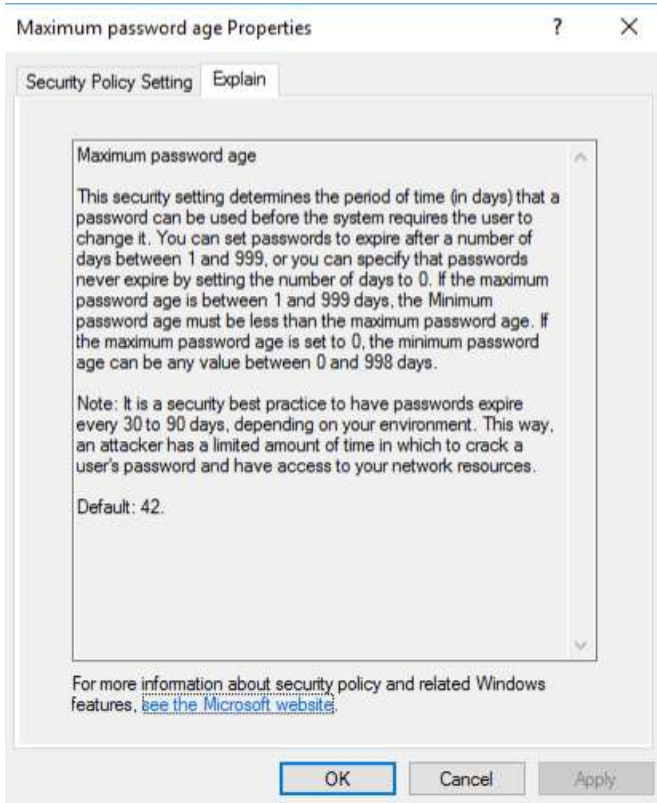 Maximum password age Properties ? ×
Security Policy Setting Explain
Maximum password age
This security setting determines the period of time (in days) that a
password can be used before the system requires the user to
change it. You can set passwords to expire after a number of
days between 1 and 999, or you can specify that passwords
never expire by setting the number of days to 0. If the maximum
password age is between 1 and 999 days, the Minimum
password age must be less than the maximum password age. If
the maximum password age is set to 0, the minimum password
age can be any value between 0 and 998 days.
Note: It is a security best practice to have passwords expire
every 30 to 90 days, depending on your environment. This way,
an attacker has a limited amount of time in which to crack a
user's password and have access to your network resources.
Default: 42.
For more information about security policy and related Windows
features, see the Microsoft website.
OK Cancel Apply